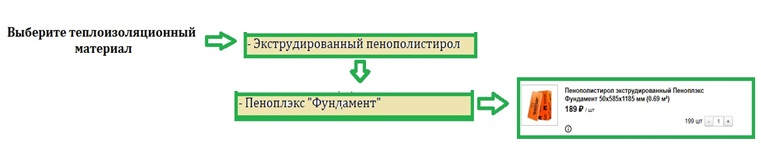 Выберите теплоизоляционный
материал
- Экструдированный пенополистирол
- Пеноплэкс "Фундамент"
Пенополистирол экструдированный Пеноплэкс
Фундамент 50х585х1185 мм (0.69 м²)
189 ₽ / шт
199 шт - 1 +